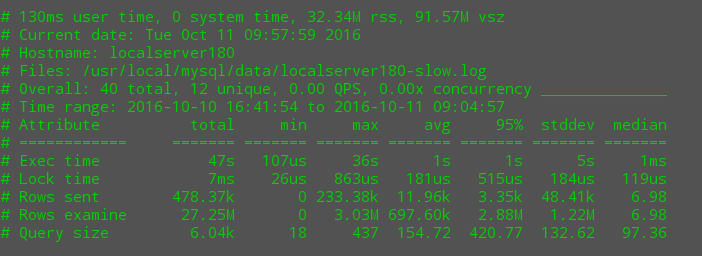 # 130ms user time, 0 system time, 32.34M rss, 91.57M vsz
# Current date: Tue Oct 11 09:57:59 2016
# Hostname: localserver180
# Files: /usr/local/mysql/data/localserver180-slow.log
# Overall: 40 total, 12 unique, 0.00 QPS, 0.00x concurrency ______________
# Time range: 2016-10-10 16:41:54 to 2016-10-11 09:04:57
# Attribute          total     min     max     avg     95%  stddev  median
# ============     ======= ======= ======= ======= ======= ======= =======
# Exec time            47s   107us     36s      1s      1s      5s     1ms
# Lock time            7ms    26us   863us   181us   515us   184us   119us
# Rows sent        478.37k       0 233.38k  11.96k   3.35k  48.41k    6.98
# Rows examine      27.25M       0   3.03M 697.60k   2.88M   1.22M    6.98
# Query size         6.04k      18     437  154.72  420.77  132.62   97.36